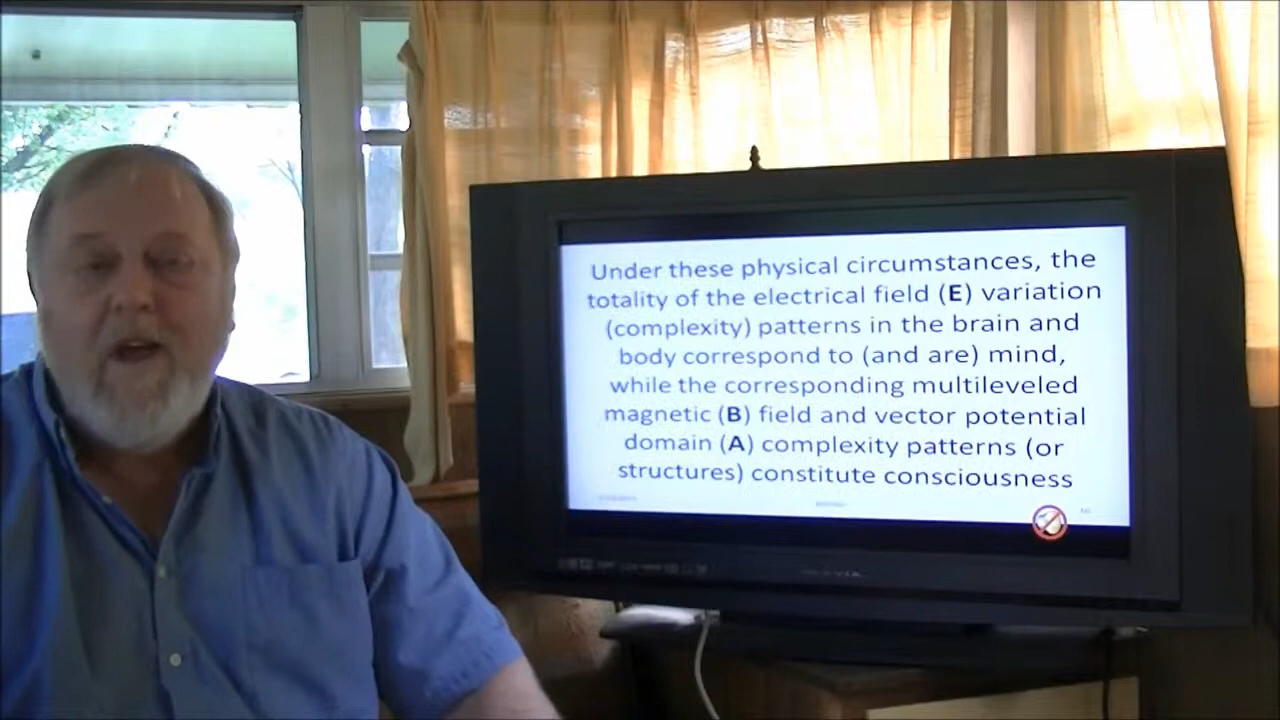 Under these physical circumstances, the
totality of the electrical field (E) variation
(complexity) patterns in the brain and
body correspond to (and are) mind,
while the corresponding multileveled
magnetic (B) field and vector potential
domain (A) complexity patterns (or
structures) constitute consciousness